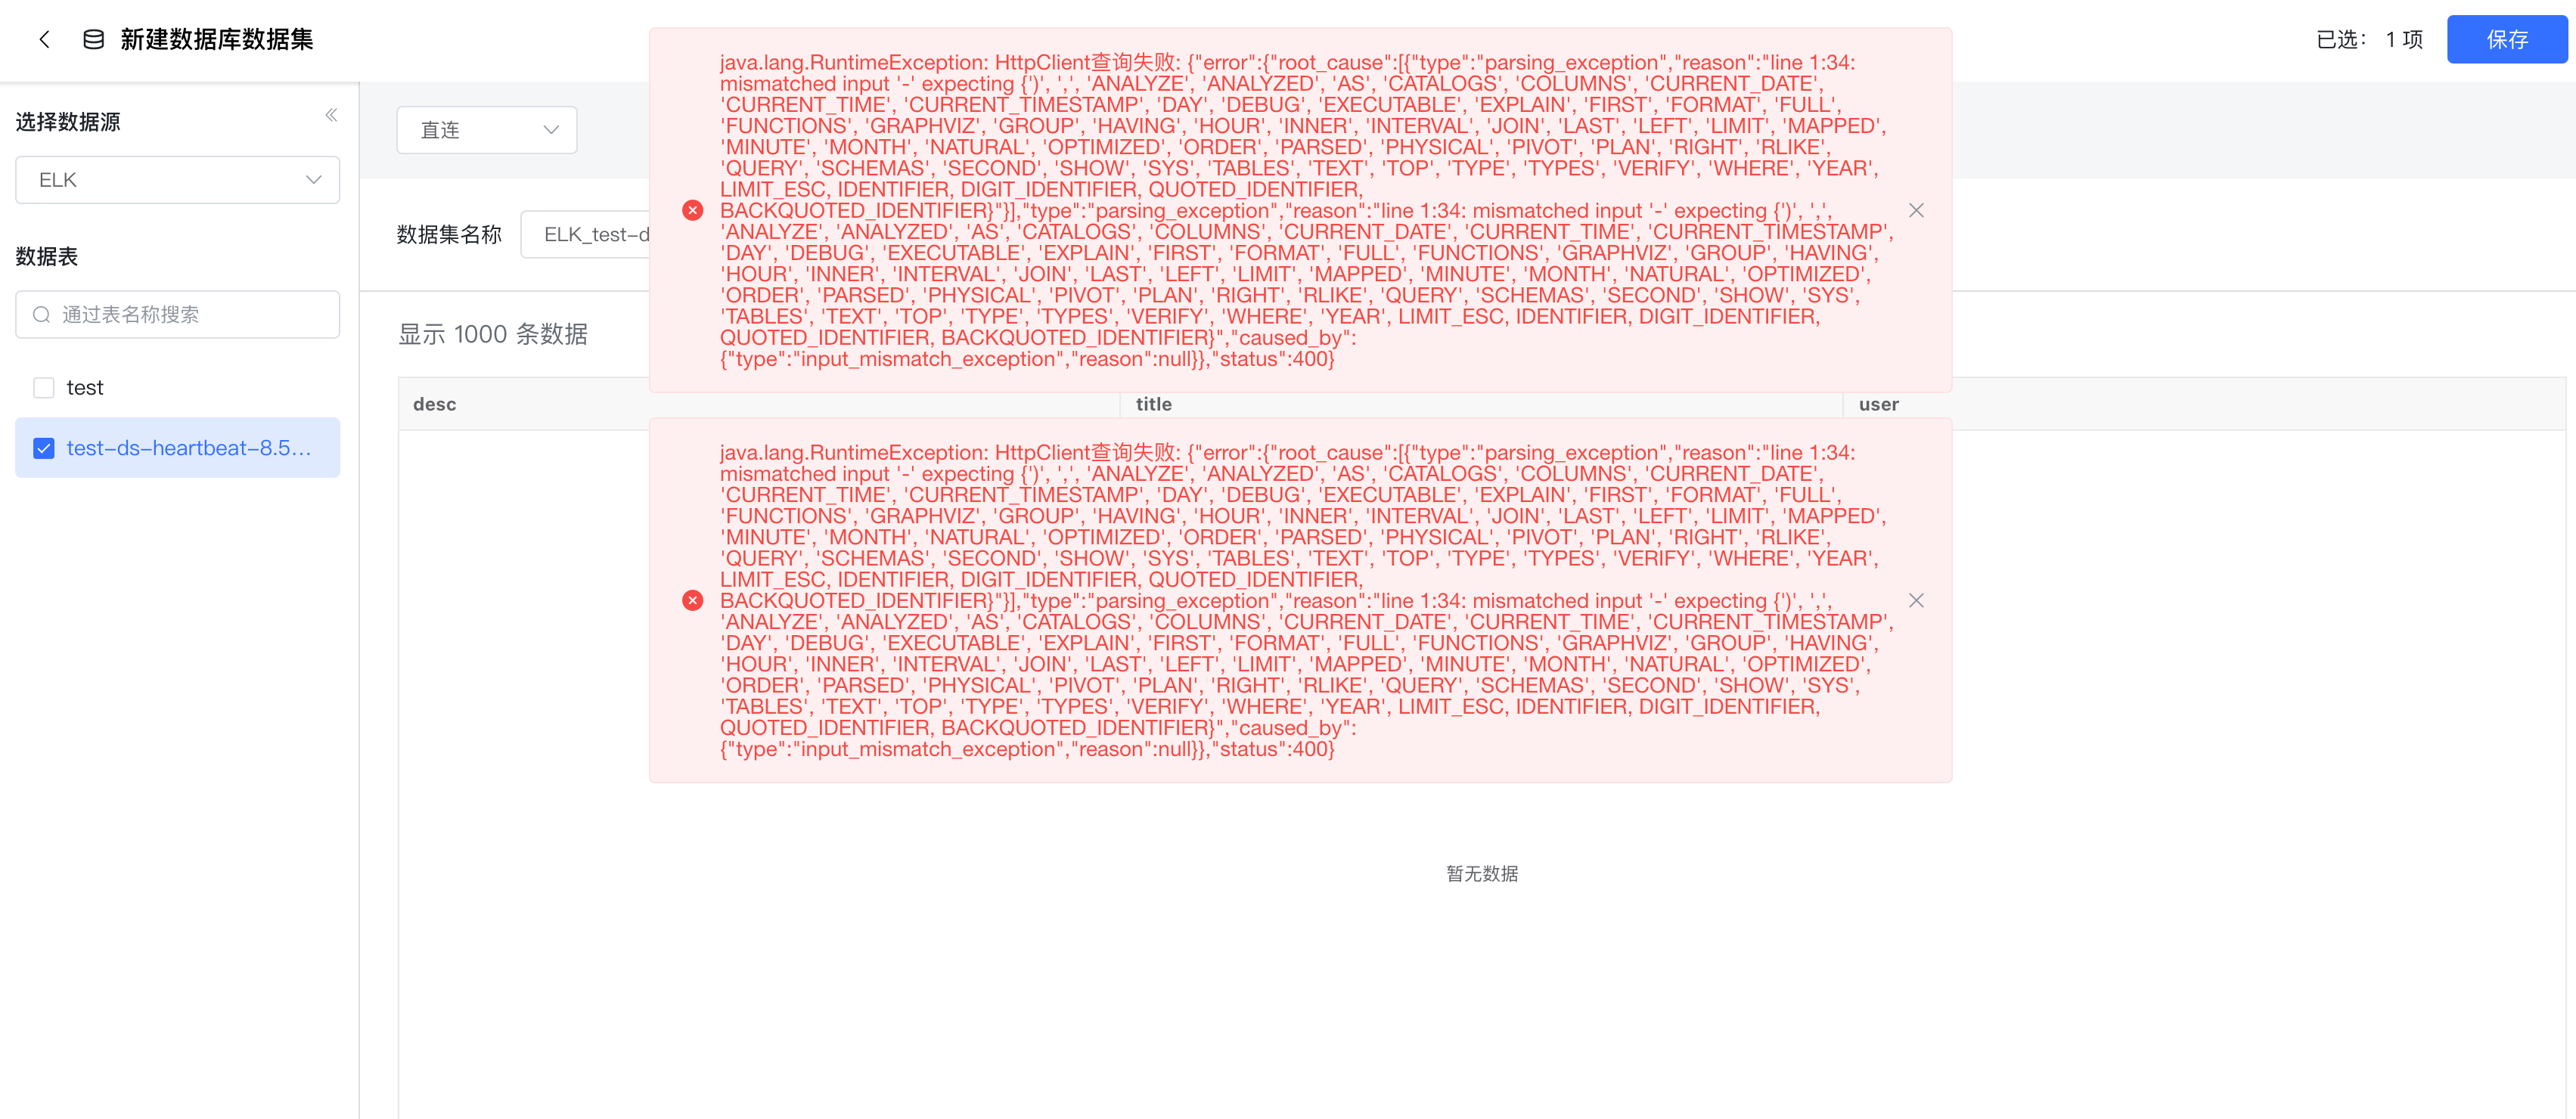 新建数据库数据集
已选： 1 项
保存
选择数据源
ELK
数据表
通过表名称搜索
test
test-ds-heartbeat-8.5...
直连
数据集名称
ELK_test-d
显示 1000 条数据
desc
title
user
java.lang.RuntimeException: HttpClient查询失败: {"error":{"root_cause":[{"type":"parsing_exception","reason":"line 1:34:
mismatched input '-' expecting {')', ',', 'ANALYZE', 'ANALYZED', 'AS', 'CATALOGS', 'COLUMNS', 'CURRENT_DATE',
'CURRENT_TIME', 'CURRENT_TIMESTAMP', 'DAY', 'DEBUG', 'EXECUTABLE', 'EXPLAIN', 'FIRST', 'FORMAT', 'FULL',
'FUNCTIONS', 'GRAPHVIZ', 'GROUP', 'HAVING', 'HOUR', 'INNER', 'INTERVAL', 'JOIN', 'LAST', 'LEFT', 'LIMIT', 'MAPPED',
'MINUTE', 'MONTH', 'NATURAL', 'OPTIMIZED', 'ORDER', 'PARSED', 'PHYSICAL', 'PIVOT', 'PLAN', 'RIGHT', 'RLIKE',
'QUERY', 'SCHEMAS', 'SECOND', 'SHOW', 'SYS', 'TABLES', 'TEXT', 'TOP', 'TYPE', 'TYPES', 'VERIFY', 'WHERE', 'YEAR',
LIMIT_ESC, IDENTIFIER, DIGIT_IDENTIFIER, QUOTED_IDENTIFIER,
BACKQUOTED_IDENTIFIER}"}],"type":"parsing_exception","reason":"line 1:34: mismatched input '-' expecting {')', ',',
'ANALYZE', 'ANALYZED', 'AS', 'CATALOGS', 'COLUMNS', 'CURRENT_DATE', 'CURRENT_TIME', 'CURRENT_TIMESTAMP',
'DAY', 'DEBUG', 'EXECUTABLE', 'EXPLAIN', 'FIRST', 'FORMAT', 'FULL', 'FUNCTIONS', 'GRAPHVIZ', 'GROUP', 'HAVING',
'HOUR', 'INNER', 'INTERVAL', 'JOIN', 'LAST', 'LEFT', 'LIMIT', 'MAPPED', 'MINUTE', 'MONTH', 'NATURAL', 'OPTIMIZED',
'ORDER', 'PARSED', 'PHYSICAL', 'PIVOT', 'PLAN', 'RIGHT', 'RLIKE', 'QUERY', 'SCHEMAS', 'SECOND', 'SHOW', 'SYS',
'TABLES', 'TEXT', 'TOP', 'TYPE', 'TYPES', 'VERIFY', 'WHERE', 'YEAR', LIMIT_ESC, IDENTIFIER, DIGIT_IDENTIFIER,
QUOTED_IDENTIFIER, BACKQUOTED_IDENTIFIER}","caused_by":
{"type":"input_mismatch_exception","reason":null}},"status":400}
java.lang.RuntimeException: HttpClient查询失败: {"error":{"root_cause":[{"type":"parsing_exception","reason":"line 1:34:
mismatched input '-' expecting {')', ',', 'ANALYZE', 'ANALYZED', 'AS', 'CATALOGS', 'COLUMNS', 'CURRENT_DATE',
'CURRENT_TIME', 'CURRENT_TIMESTAMP', 'DAY', 'DEBUG', 'EXECUTABLE', 'EXPLAIN', 'FIRST', 'FORMAT', 'FULL',
'FUNCTIONS', 'GRAPHVIZ', 'GROUP', 'HAVING', 'HOUR', 'INNER', 'INTERVAL', 'JOIN', 'LAST', 'LEFT', 'LIMIT', 'MAPPED',
'MINUTE', 'MONTH', 'NATURAL', 'OPTIMIZED', 'ORDER', 'PARSED', 'PHYSICAL', 'PIVOT', 'PLAN', 'RIGHT', 'RLIKE',
'QUERY', 'SCHEMAS', 'SECOND', 'SHOW', 'SYS', 'TABLES', 'TEXT', 'TOP', 'TYPE', 'TYPES', 'VERIFY', 'WHERE', 'YEAR',
LIMIT_ESC, IDENTIFIER, DIGIT_IDENTIFIER, QUOTED_IDENTIFIER,
BACKQUOTED_IDENTIFIER}"}],"type":"parsing_exception","reason":"line 1:34: mismatched input '-' expecting {')', ',',
'ANALYZE', 'ANALYZED', 'AS', 'CATALOGS', 'COLUMNS', 'CURRENT_DATE', 'CURRENT_TIME', 'CURRENT_TIMESTAMP',
'DAY', 'DEBUG', 'EXECUTABLE', 'EXPLAIN', 'FIRST', 'FORMAT', 'FULL', 'FUNCTIONS', 'GRAPHVIZ', 'GROUP', 'HAVING',
'HOUR', 'INNER', 'INTERVAL', 'JOIN', 'LAST', 'LEFT', 'LIMIT', 'MAPPED', 'MINUTE', 'MONTH', 'NATURAL', 'OPTIMIZED',
'ORDER', 'PARSED', 'PHYSICAL', 'PIVOT', 'PLAN', 'RIGHT', 'RLIKE', 'QUERY', 'SCHEMAS', 'SECOND', 'SHOW', 'SYS',
'TABLES', 'TEXT', 'TOP', 'TYPE', 'TYPES', 'VERIFY', 'WHERE', 'YEAR', LIMIT_ESC, IDENTIFIER, DIGIT_IDENTIFIER,
QUOTED_IDENTIFIER, BACKQUOTED_IDENTIFIER}","caused_by":
{"type":"input_mismatch_exception","reason":null}},"status":400}
暂无数据